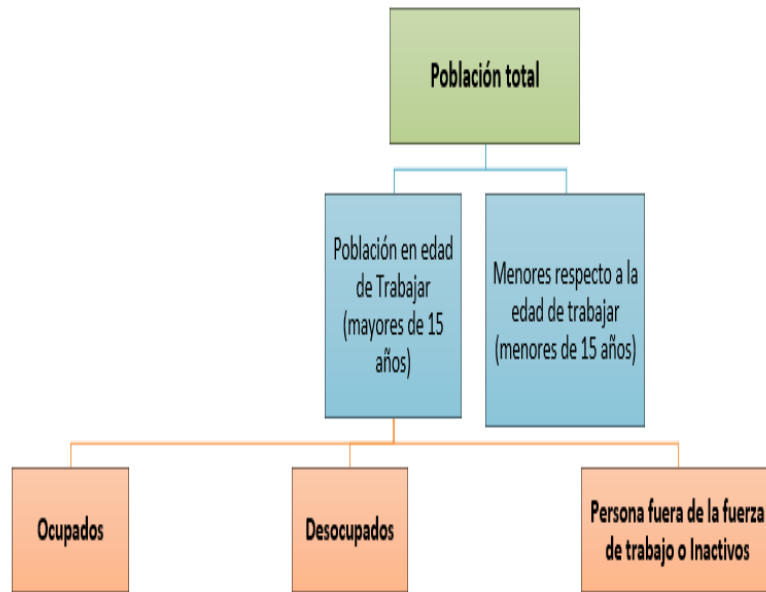 Población total
Población en edad
de Trabajar
(mayores de 15
años)
Menores respecto a la
edad de trabajar
(menores de 15 años)
Ocupados
Desocupados
Persona fuera de la fuerza
de trabajo o Inactivos